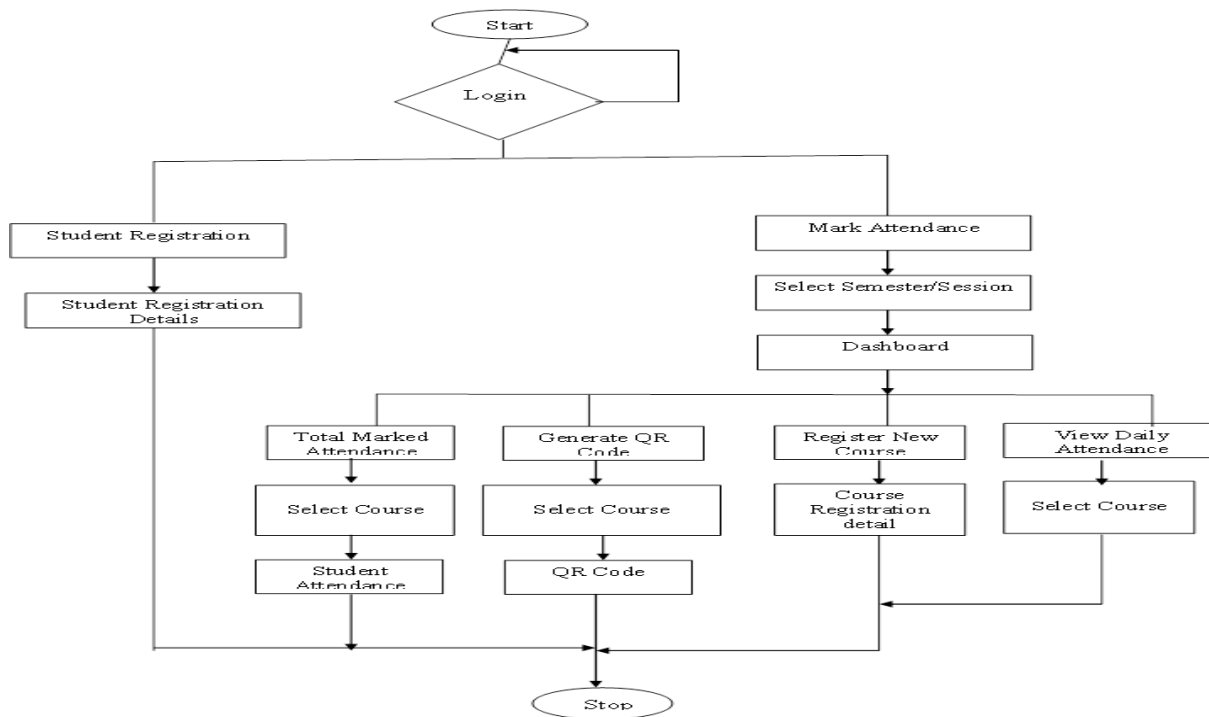 Start
Login
Student Registration
Mark Attendance
Student Registration
Details
Select Semester/Session
Dashboard
Total Marked
Attendance
Generate QR
Code
Register New
Course
View Daily
Attendance
Select Course
Select Course
Course
Registration
detail
Select Course
Student
Attendance
QR Code
Stop